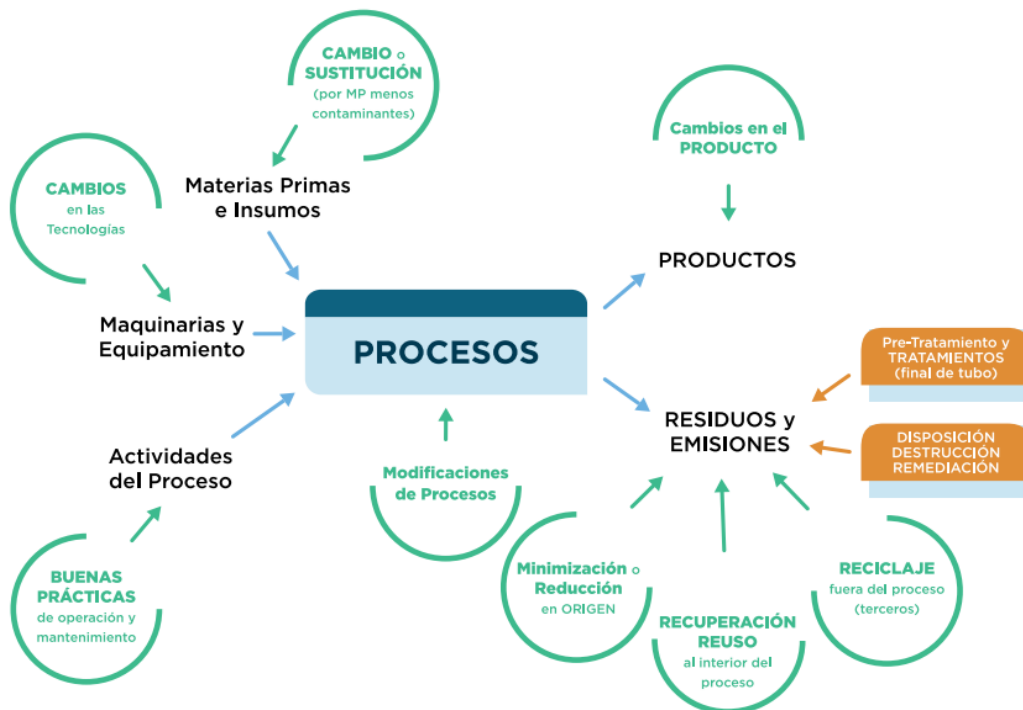 CAMBIO o
SUSTITUCIÓN
(por MP menos
contaminantes)
Cambios en el
PRODUCTO
CAMBIOS
en las
Tecnologías
Materias Primas
e Insumos
PRODUCTOS
Maquinarias y
Equipamiento
PROCESOS
Pre-Tratamiento y
TRATAMIENTOS
(final de tubo)
RESIDUOS y
EMISIONES
DISPOSICIÓN
DESTRUCCIÓN
REMEDIACIÓN
Actividades
del Proceso
Modificaciones
de Procesos
BUENAS
PRÁCTICAS
de operación y
mantenimiento
Minimización o
Reducción
en ORIGEN
RECUPERACIÓN
REUSO
al interior del
proceso
RECICLAJE
fuera del proceso
(terceros)